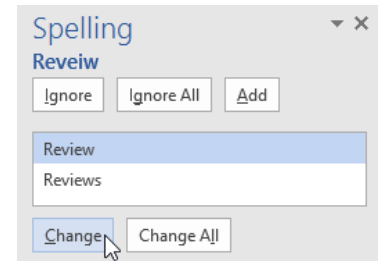 Spelling
Reveiw
Ignore Ignore All Add
Review
Reviews
Change Change All